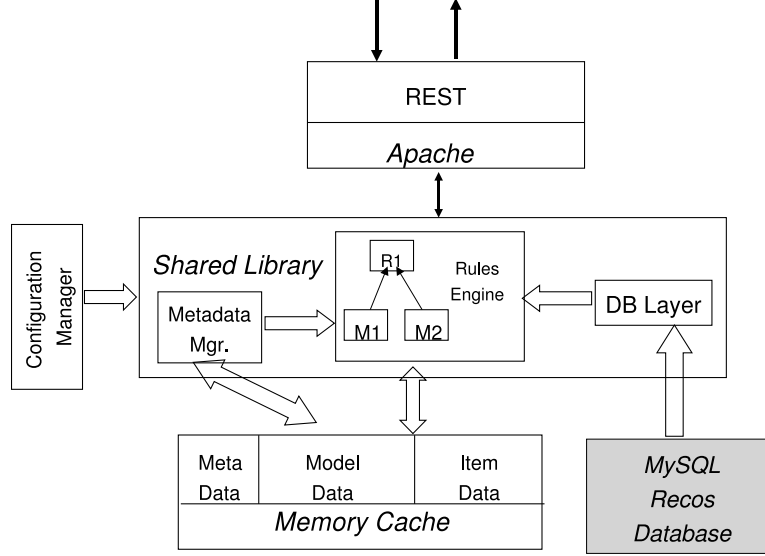 REST
Apache
Configuration
Manager
Shared Library
R1
Rules
Engine
M1
M2
Metadata
Mgr.
DB Layer
Meta
Data
Model
Data
Item
Data
Memory Cache
MySQL
Recos
Database